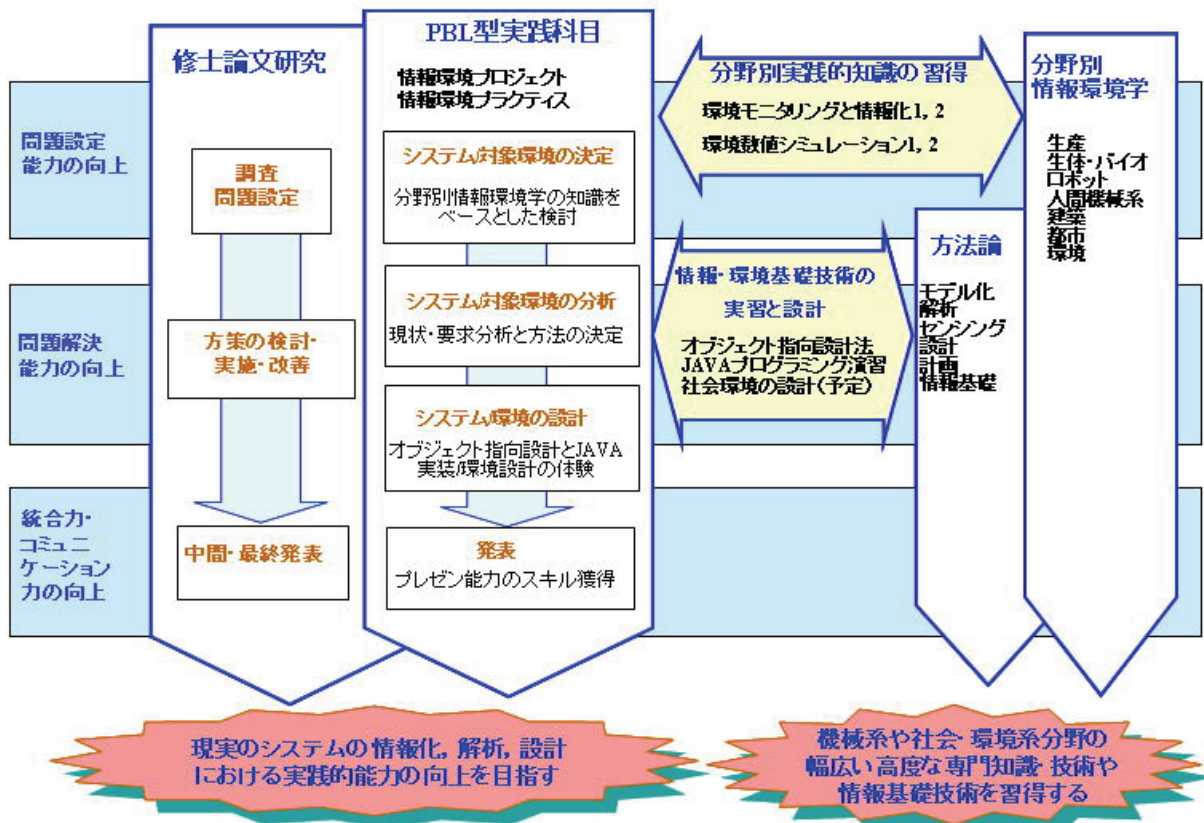 修士論文研究
PBL型実践科目
情報環境プロジェクト
情報環境プラクティス
分野別実践的知識の習得
環境モニタリングと情報化1, 2
環境数値シミュレーション1, 2
分野別
情報環境学
生産
生体・バイオ
ロボット
人間機械系
建築
都市
環境
問題設定
能力の向上
調査
問題設定
システム/対象環境の決定
分野別情報環境学の知識を
ベースとした検討
方法論
モデル化
解析
センシング
設計
計画
情報基礎
情報・環境基礎技術の
実習と設計
オブジェクト指向設計法
JAVAプログラミング演習
社会環境の設計(予定)
問題解決
能力の向上
方策の検討・
実施・改善
システム/対象環境の分析
現状・要求分析と方法の決定
システム/環境の設計
オブジェクト指向設計とJAVA
実装/環境設計の体験
統合力・
コミュニ
ケーション
力の向上
中間・最終発表
発表
プレゼン能力のスキル獲得
現実のシステムの情報化, 解析, 設計
における実践的能力の向上を目指す
機械系や社会・環境系分野の
幅広い高度な専門知識・技術や
情報基礎技術を習得する